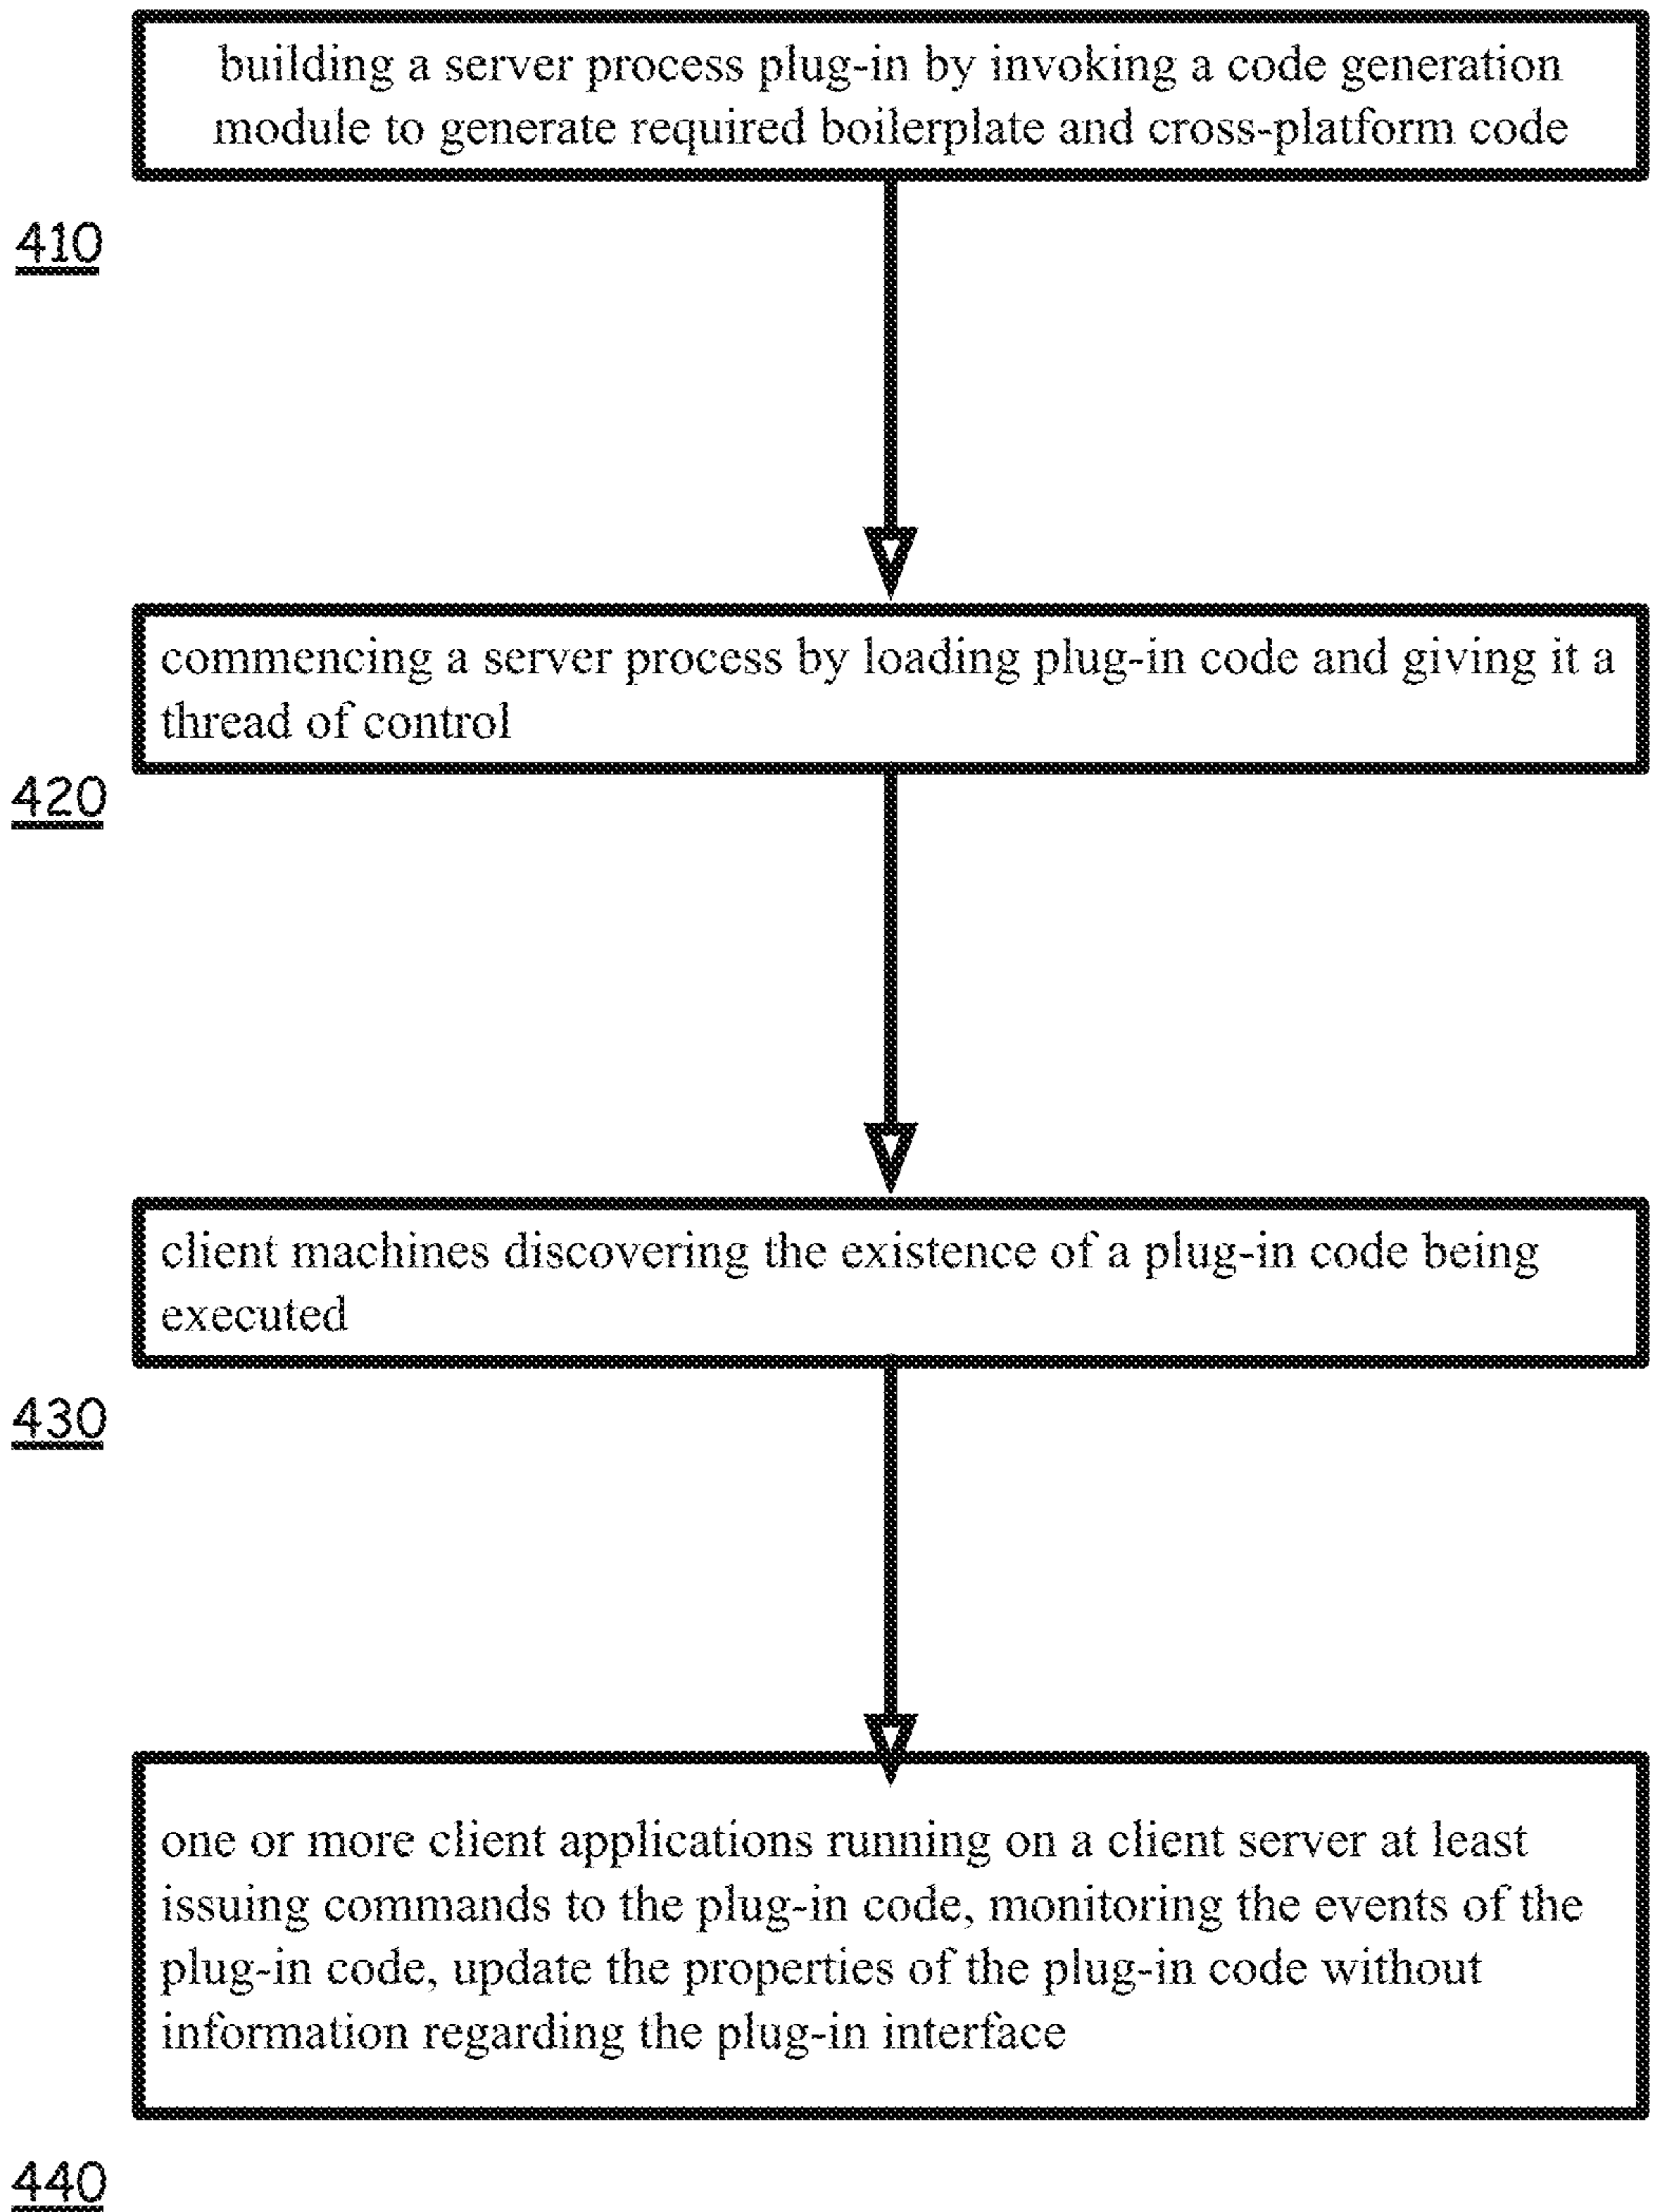 building a server process plug-in by invoking a code generation
module to generate required boilerplate and cross-platform code
410
commencing a server process by loading plug-in code and giving it a
thread of control
420
client machines discovering the existence of a plug-in code being
executed
430
one or more client applications running on a client server at least
issuing commands to the plug-in code, monitoring the events of the
plug-in code, update the properties of the plug-in code without
information regarding the plug-in interface
440